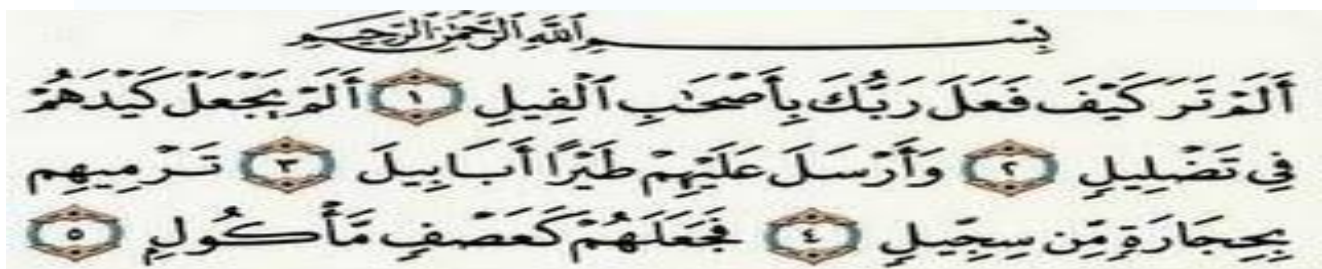 بِسْمِ ٱللَّهِ ٱلرَّحْمَٰنِ ٱلرَّحِيمِ
أَلَمْ تَرَ كَيْفَ فَعَلَ رَبُّكَ بِأَصْحَٰبِ ٱلْفِيلِ ١ أَلَمْ يَجْعَلْ كَيْدَهُمْ
فِي تَضْلِيلٍ ٢ وَأَرْسَلَ عَلَيْهِمْ طَيْرًا أَبَابِيلَ ٣ تَرْمِيهِم
بِحِجَارَةٍ مِّن سِجِّيلٍ ٤ فَجَعَلَهُمْ كَعَصْفٍ مَّأْكُولٍ ٥